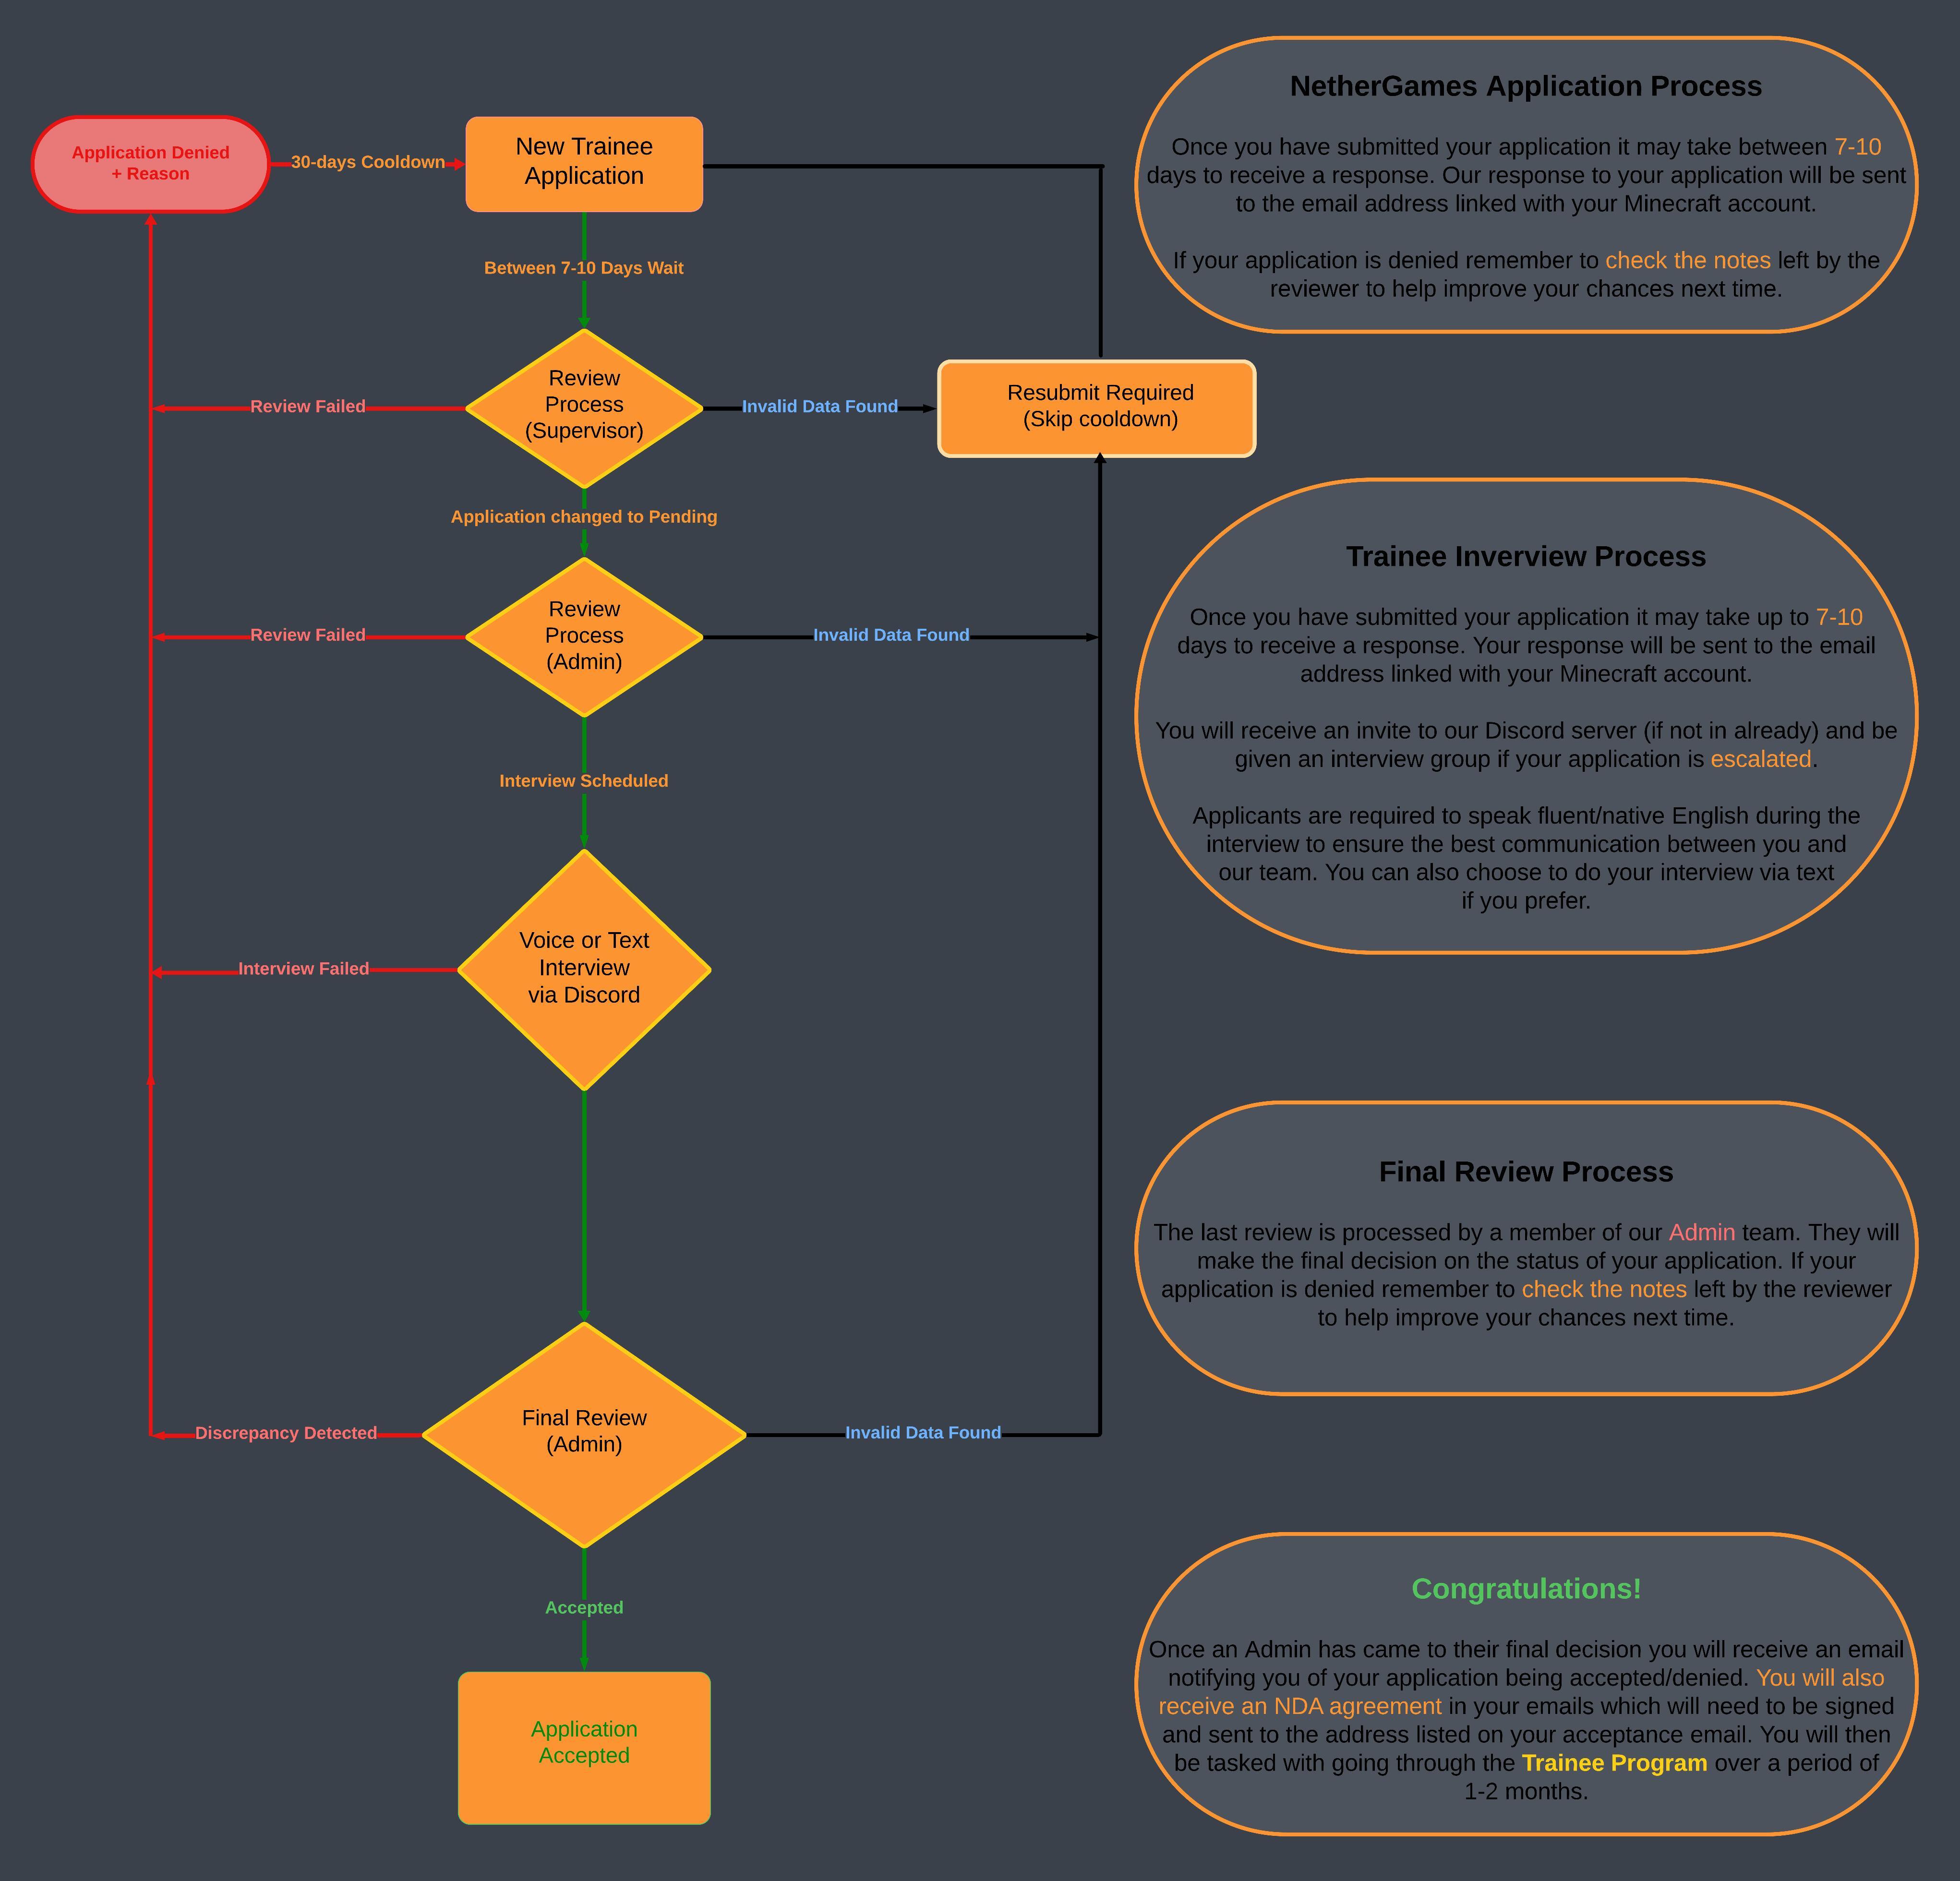 Application Denied
+ Reason
30-days Cooldown
New Trainee
Application
Between 7-10 Days Wait
Review
Process
(Supervisor)
Review Failed
Invalid Data Found
Resubmit Required
(Skip cooldown)
Application changed to Pending
Review
Process
(Admin)
Review Failed
Invalid Data Found
Interview Scheduled
Voice or Text
Interview
via Discord
Interview Failed
Final Review
(Admin)
Discrepancy Detected
Invalid Data Found
Accepted
Application
Accepted
NetherGames Application Process
Once you have submitted your application it may take between 7-10
days to receive a response. Our response to your application will be sent
to the email address linked with your Minecraft account.
If your application is denied remember to check the notes left by the
reviewer to help improve your chances next time.
Trainee Inverview Process
Once you have submitted your application it may take up to 7-10
days to receive a response. Your response will be sent to the email
address linked with your Minecraft account.
You will receive an invite to our Discord server (if not in already) and be
given an interview group if your application is escalated.
Applicants are required to speak fluent/native English during the
interview to ensure the best communication between you and
our team. You can also choose to do your interview via text
if you prefer.
Final Review Process
The last review is processed by a member of our Admin team. They will
make the final decision on the status of your application. If your
application is denied remember to check the notes left by the reviewer
to help improve your chances next time.
Congratulations!
Once an Admin has came to their final decision you will receive an email
notifying you of your application being accepted/denied. You will also
receive an NDA agreement in your emails which will need to be signed
and sent to the address listed on your acceptance email. You will then
be tasked with going through the Trainee Program over a period of
1-2 months.